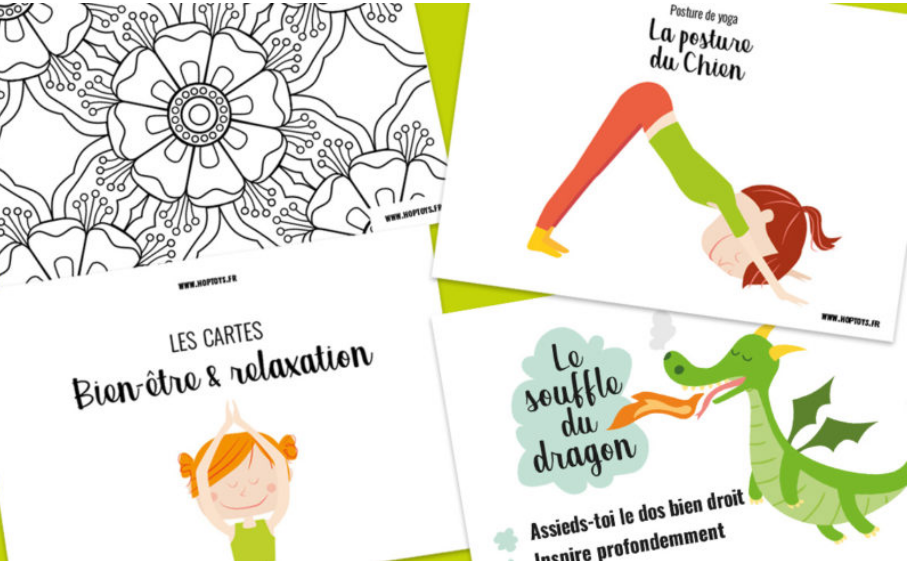 WWW.HOPTOYS.FR
Posture de yoga
La posture
du Chien
WWW.HOPTOYS.FR
WWW.HOPTOYS.FR
LES CARTES
Bien-être & relaxation
Le
souffle
du
dragon
Assieds-toi le dos bien droit
Inspire profondemment